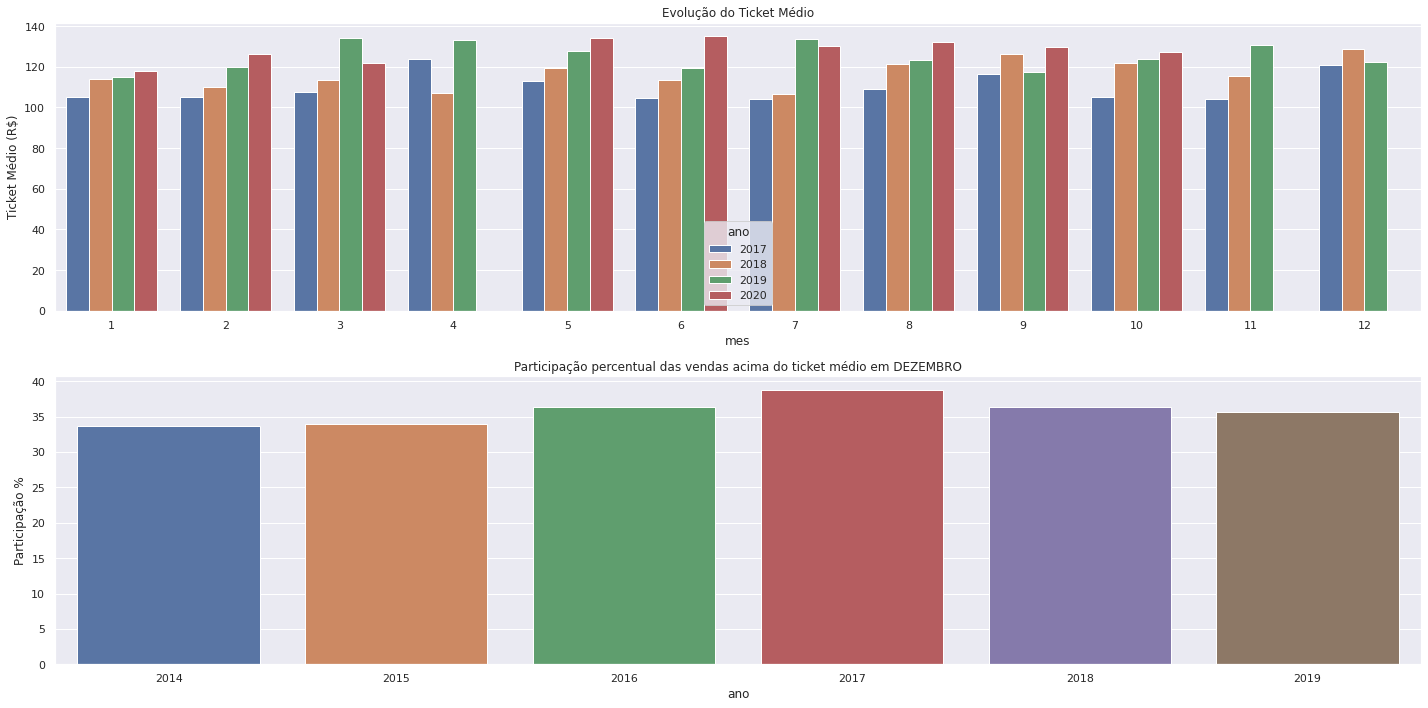 Evolução do Ticket Médio
Ticket Médio (R$)
140
120
100
80
60
40
20
0
ano
2017
2018
2019
2020
1 2 3 4 5 6 7 8 9 10 11 12
mes
Participação percentual das vendas acima do ticket médio em DEZEMBRO
Participação %
40
35
30
25
20
15
10
5
0
2014 2015 2016 2017 2018 2019
ano